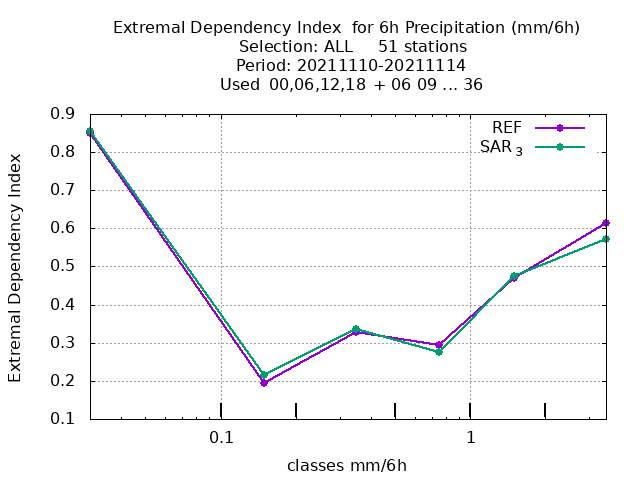 Extremal Dependency Index  for 6h Precipitation (mm/6h)
Selection: ALL     51 stations
Period: 20211110-20211114
Used  00,06,12,18  + 06 09 ... 36
REF
SAR 3
0.9
0.8
0.7
0.6
0.5
0.4
0.3
0.2
0.1
Extremal Dependency Index
0.1
1
classes mm/6h